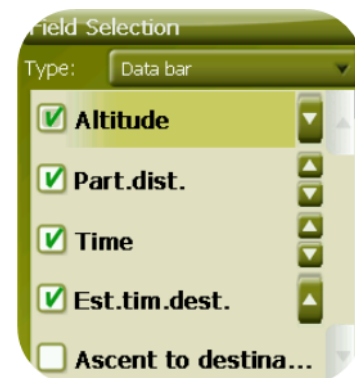 Field Selection
Type: Data bar
Altitude
Part.dist.
Time
Est.tim.dest.
Ascent to destina...